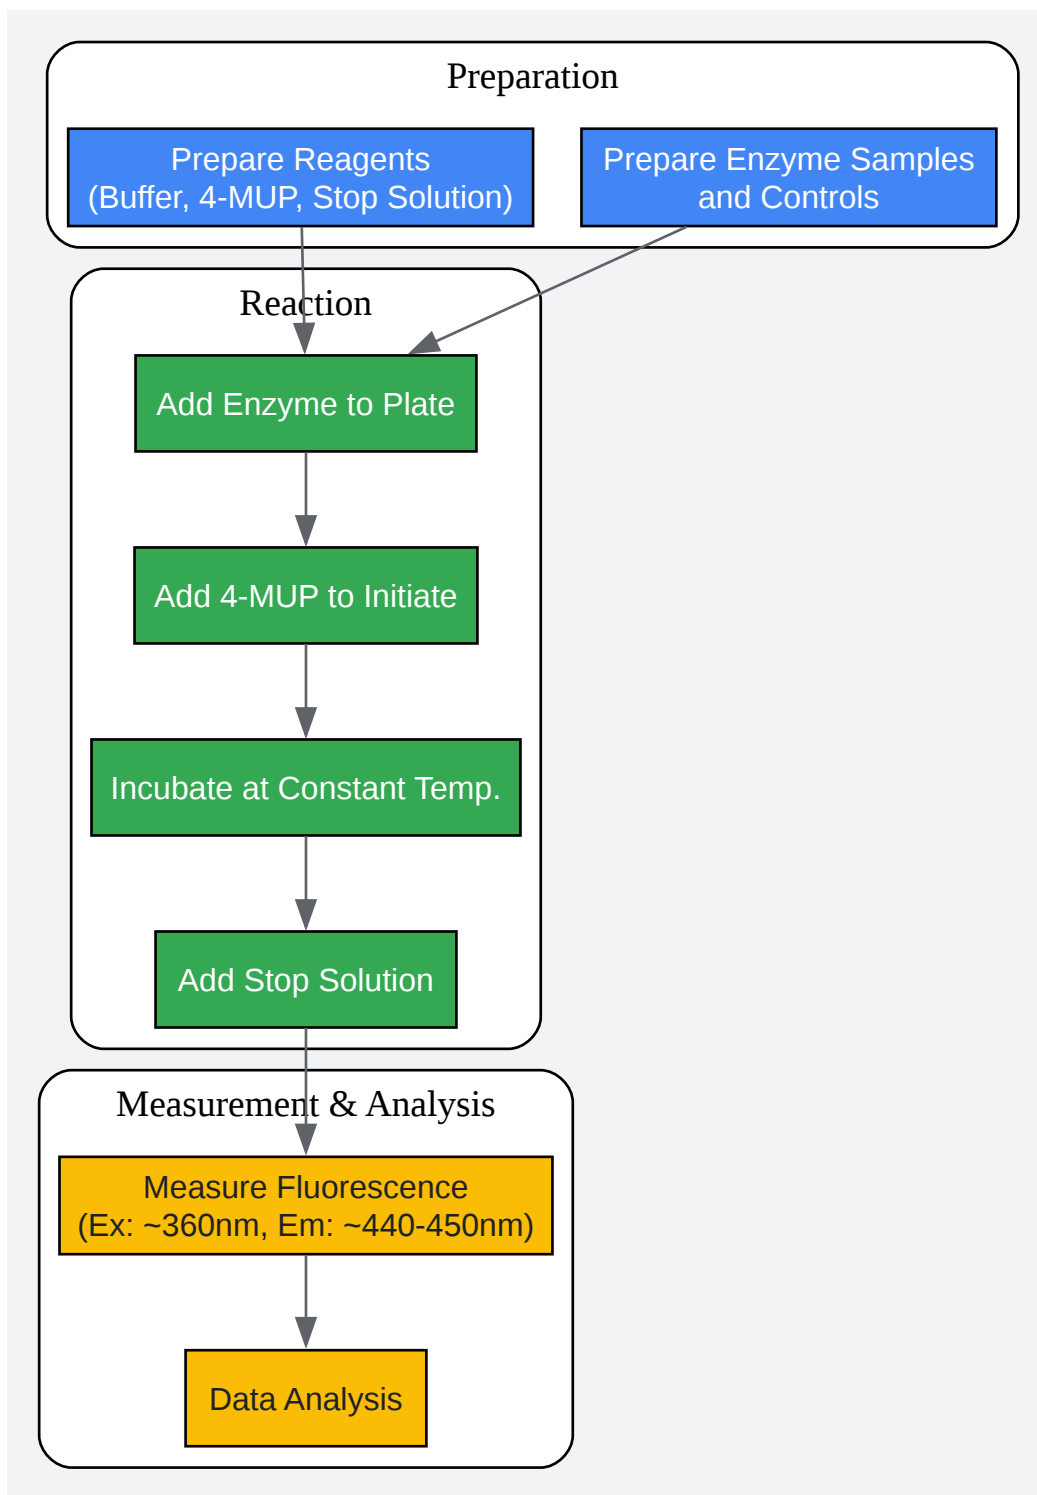 Preparation
Prepare Reagents
(Buffer, 4-MUP, Stop Solution)
Prepare Enzyme Samples
and Controls
Reaction
Add Enzyme to Plate
Add 4-MUP to Initiate
Incubate at Constant Temp.
Add Stop Solution
Measurement & Analysis
Measure Fluorescence
(Ex: ~360nm, Em: ~440-450nm)
Data Analysis